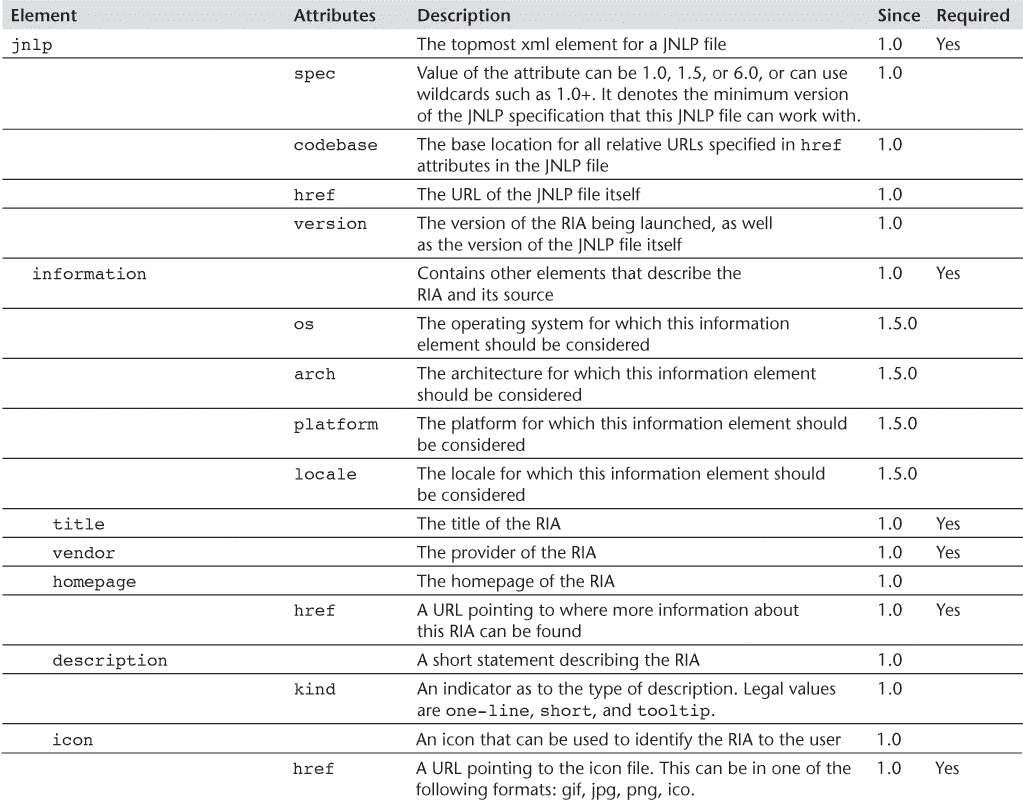 Element Attributes Description Since Required
jnlp The topmost xml element for a JNLP file 1.0 Yes
spec Value of the attribute can be 1.0, 1.5, or 6.0, or can use 1.0
wildcards such as 1.0+. It denotes the minimum version
of the JNLP specification that this JNLP file can work with.
codebase The base location for all relative URLs specified in href 1.0
attributes in the JNLP file
href The URL of the JNLP file itself 1.0
version The version of the RIA being launched, as well 1.0
as the version of the JNLP file itself
information Contains other elements that describe the 1.0 Yes
RIA and its source
os The operating system for which this information 1.5.0
element should be considered
arch The architecture for which this information element 1.5.0
should be considered
platform The platform for which this information element should 1.5.0
be considered
locale The locale for which this information element should 1.5.0
be considered
title The title of the RIA 1.0 Yes
vendor The provider of the RIA 1.0 Yes
homepage The homepage of the RIA 1.0
href A URL pointing to where more information about 1.0 Yes
this RIA can be found
description A short statement describing the RIA 1.0
kind An indicator as to the type of description. Legal values 1.0
are one-line, short, and tooltip.
icon An icon that can be used to identify the RIA to the user 1.0
href A URL pointing to the icon file. This can be in one of the 1.0 Yes
following formats: gif, jpg, png, ico.